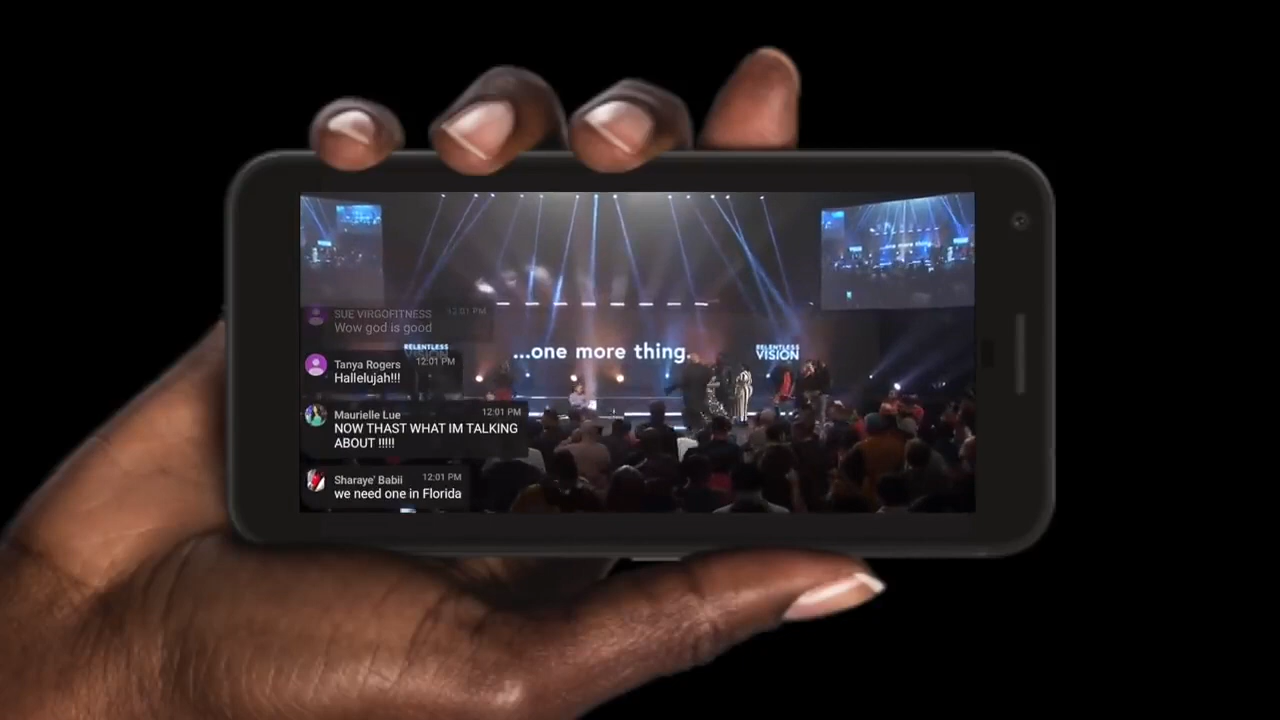 SUE VIRGOFITNESS 12:01 PM
Wow god is good
RELENTLESS
VISION
...one more thing.
RELENTLESS
VISION
Tanya Rogers 12:01 PM
Hallelujah!!!
Maurielle Lue 12:01 PM
NOW THAST WHAT IM TALKING
ABOUT !!!!!
Sharaye' Babii 12:01 PM
we need one in Florida